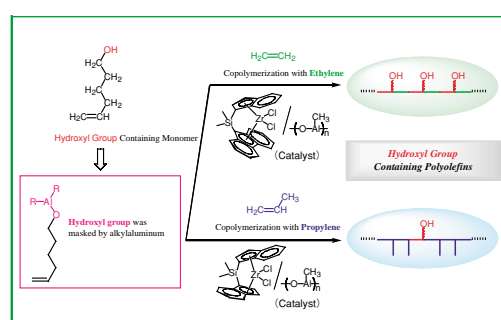 OH
H₂C
CH₂
H₂C
CH₂
H₂C=CH
Hydroxyl Group Containing Monomer
R
R-Al
O
Hydroxyl group was
masked by alkylaluminum
H₂C=CH₂
Copolymerization with Ethylene
Si
Zr
Cl
Cl
CH₃
(O-Al)n
(Catalyst)
CH₃
H₂C=CH
Copolymerization with Propylene
Si
Zr
Cl
Cl
CH₃
(O-Al)n
(Catalyst)
OH OH OH
Hydroxyl Group
Containing Polyolefins
OH